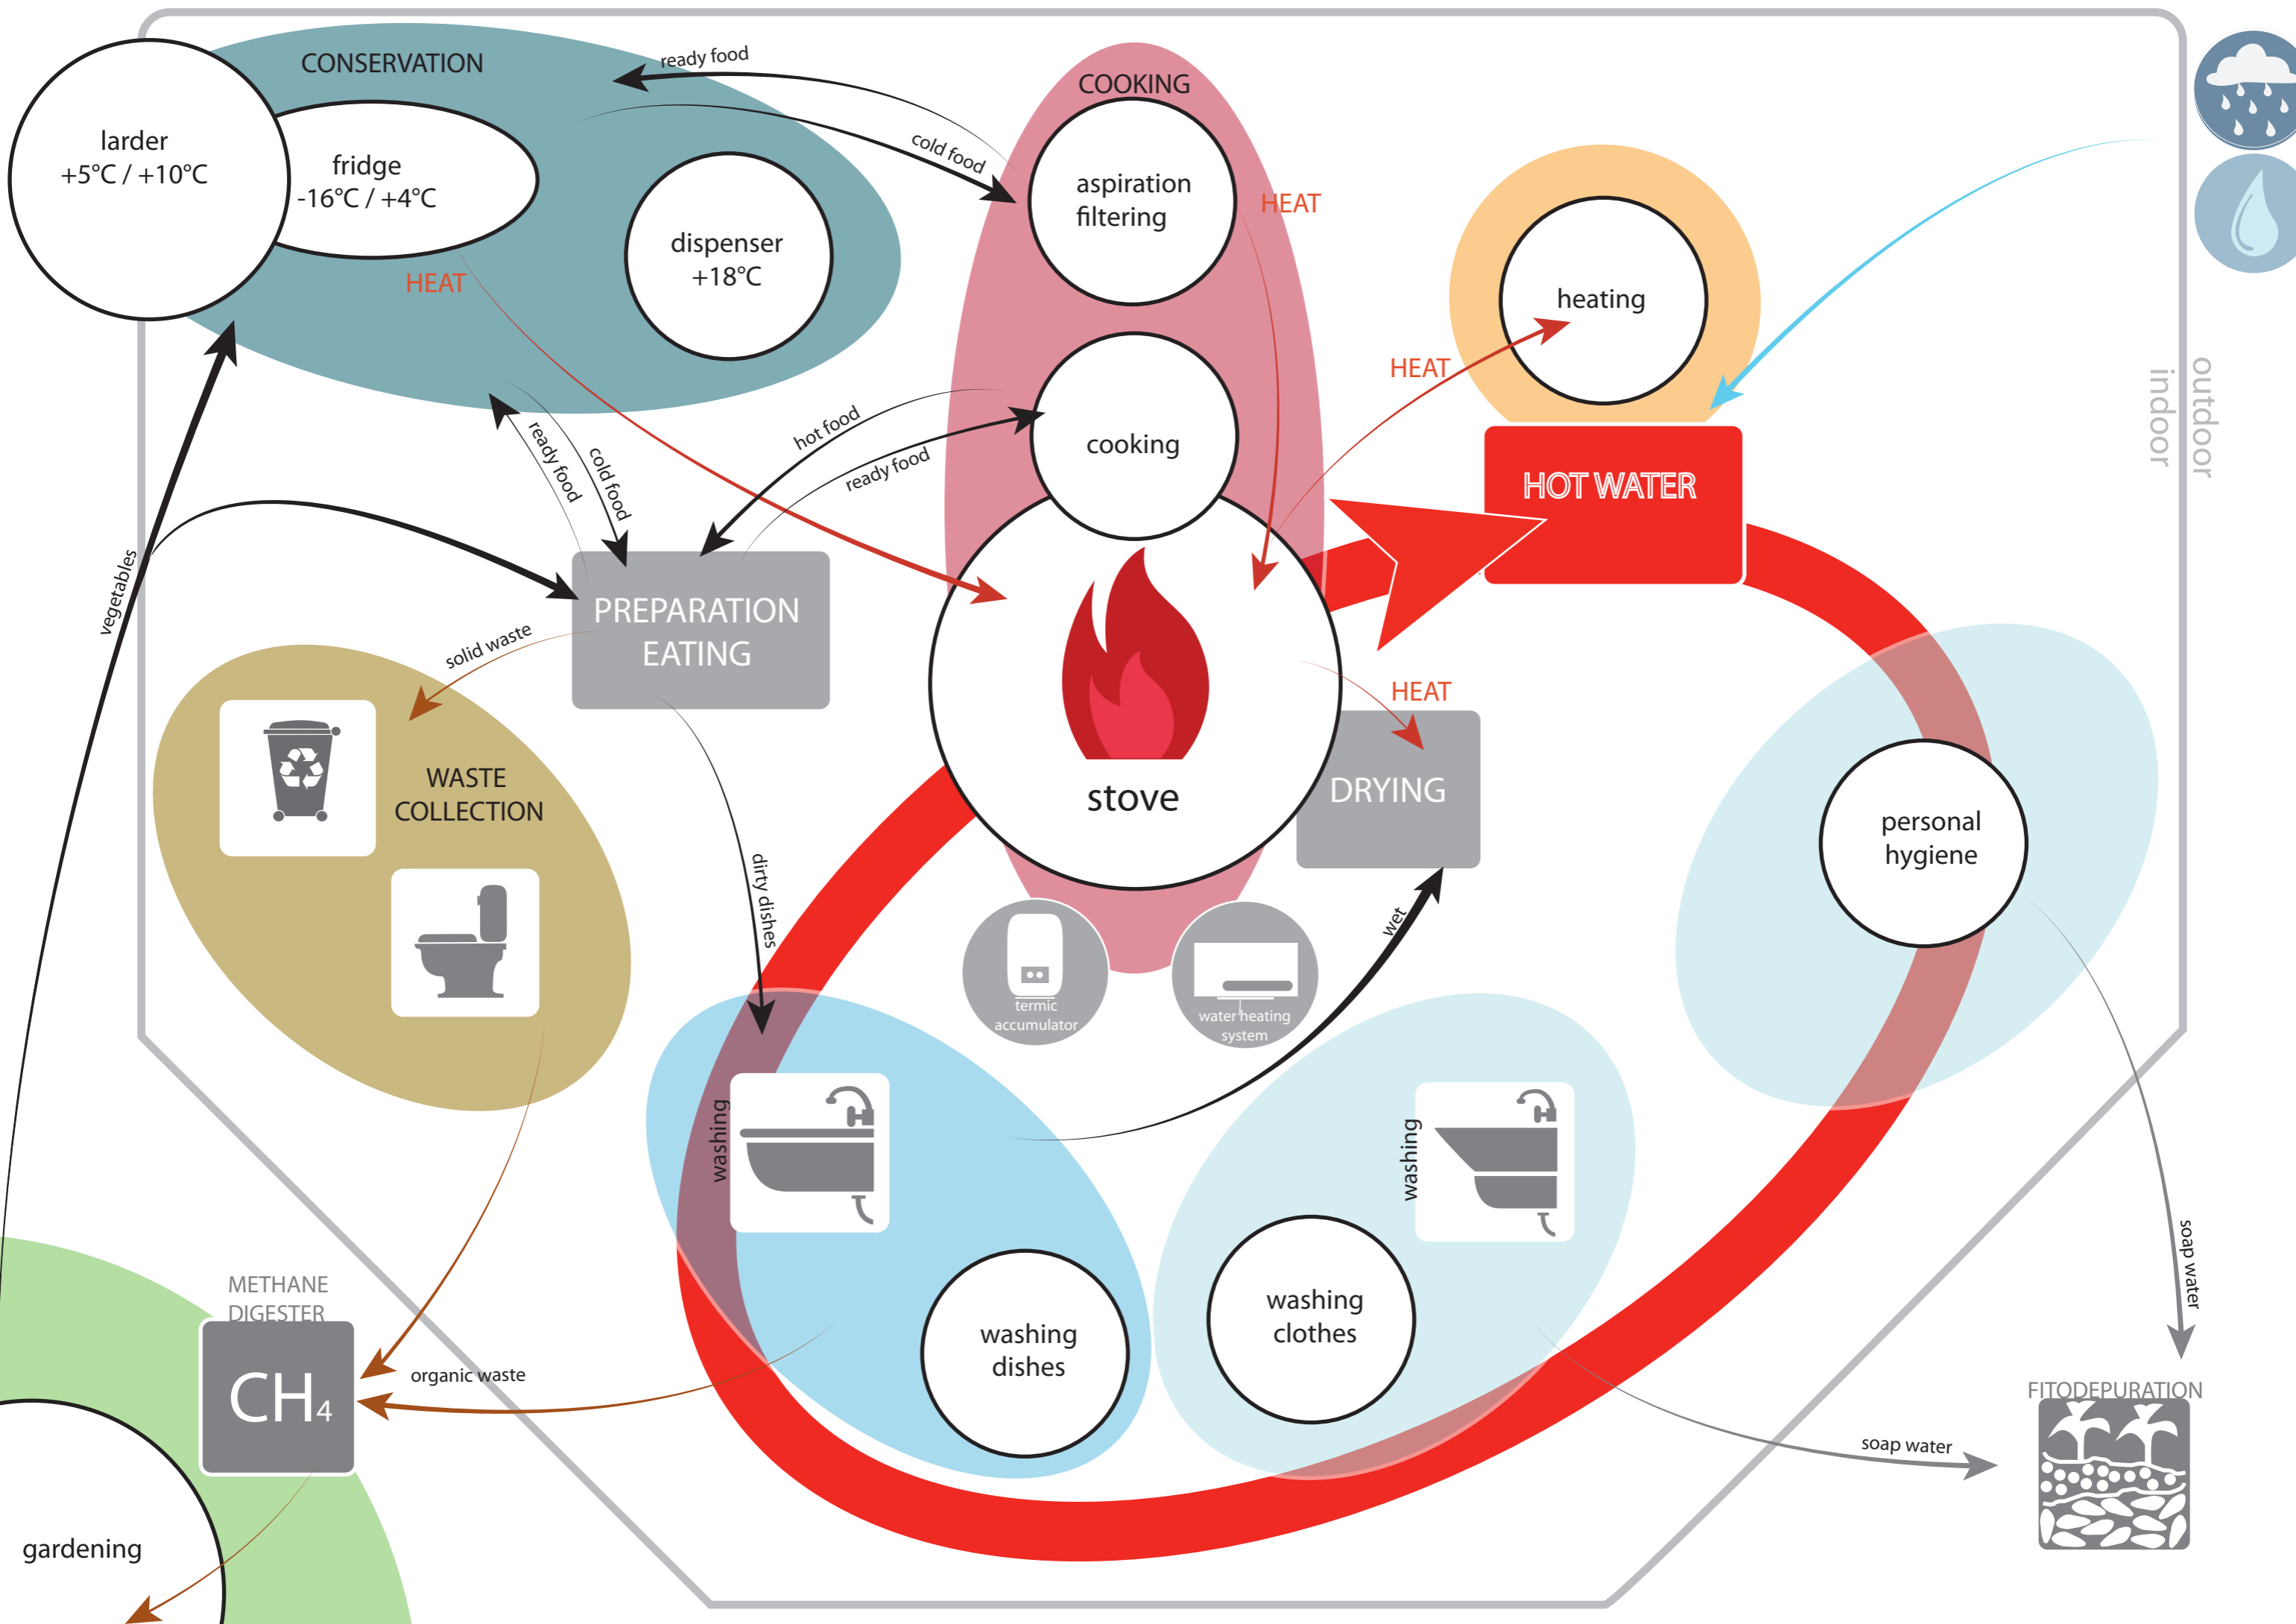 CONSERVATION
larder
+5°C / +10°C
fridge
-16°C / +4°C
dispenser
+18°C
HEAT
ready food
cold food
COOKING
aspiration
filtering
HEAT
cooking
heating
HEAT
HOT WATER
outdoor
indoor
hot food
ready food
ready food
cold food
vegetables
PREPARATION
EATING
solid waste
WASTE
COLLECTION
dirty dishes
stove
HEAT
DRYING
wet
termic
accumulator
water heating
system
personal
hygiene
washing
washing
dishes
washing
washing
clothes
soap water
soap water
FITODEPURATION
METHANE
DIGESTER
CH4
organic waste
gardening